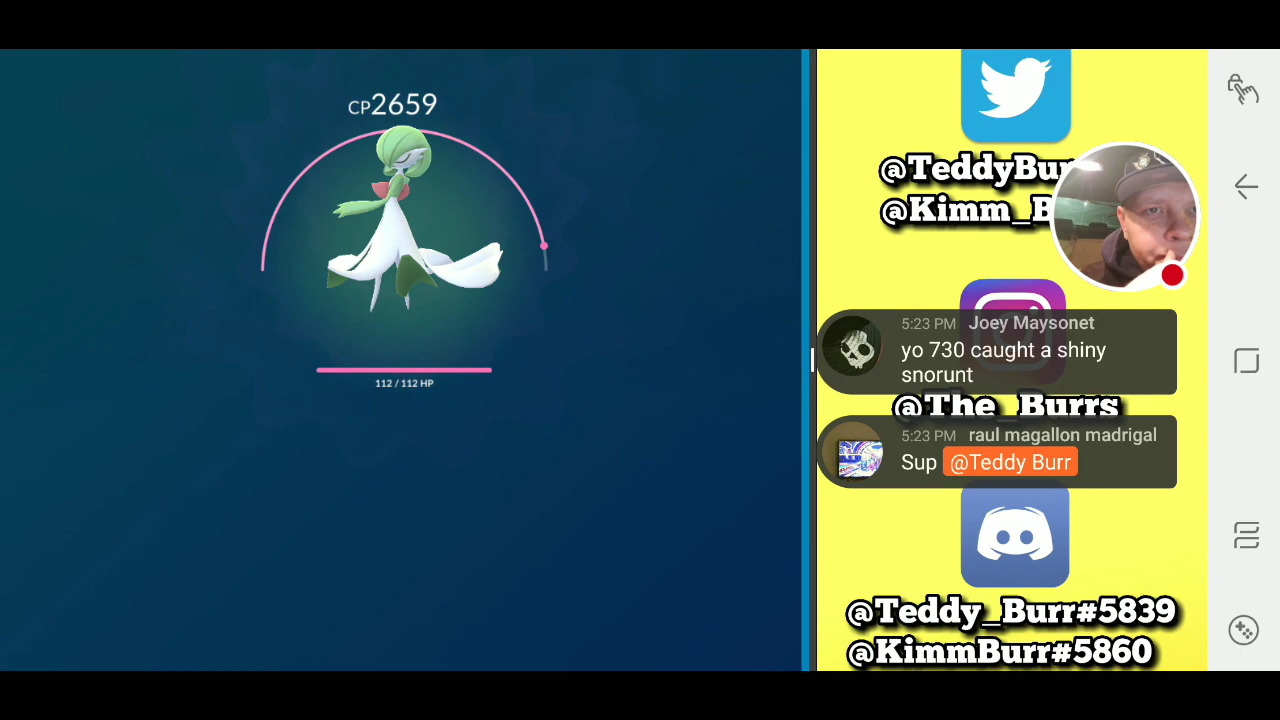 CP2659
112 / 112 HP
@TeddyBur
@Kimm_B
5:23 PM Joey Maysonet
yo 730 caught a shiny
snorunt
@The_Burrs
5:23 PM raul magallon madrigal
Sup @Teddy Burr
@Teddy_Burr#5839
@KimmBurr#5860